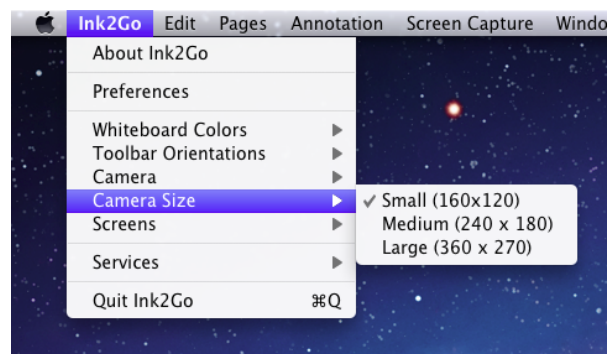 Ink2Go Edit Pages Annotation Screen Capture Windo
About Ink2Go
Preferences
Whiteboard Colors
Toolbar Orientations
Camera
Camera Size
✓ Small (160x120)
Medium (240 x 180)
Large (360 x 270)
Screens
Services
Quit Ink2Go ⌘Q